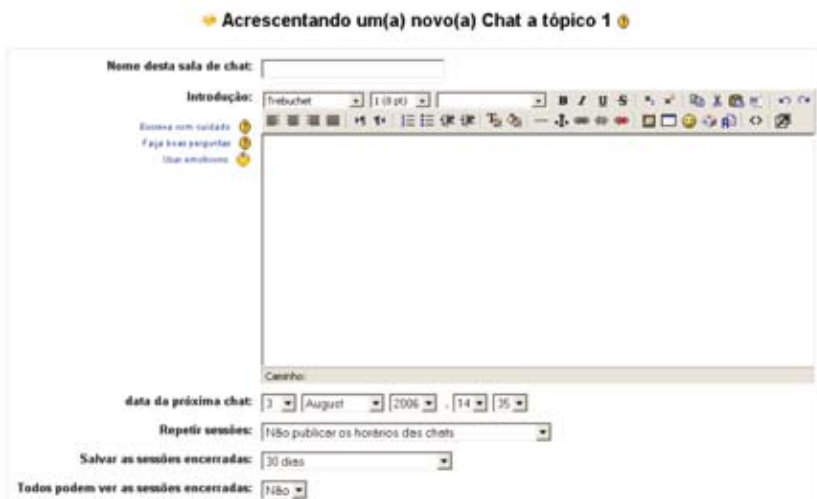 Acrescentando um(a) novo(a) Chat a tópico 1
Nome desta sala de chat:
Introdução:
Trebuchet 1 (8 pt) B I U S
Escreva com cuidado
Faça boas perguntas
Usar emoticons
Caminho:
data da próxima chat: 3 August 2006 , 14 35
Repetir sessões: Não publicar os horários das chats
Salvar as sessões encerradas: 30 dias
Todos podem ver as sessões encerradas: Não